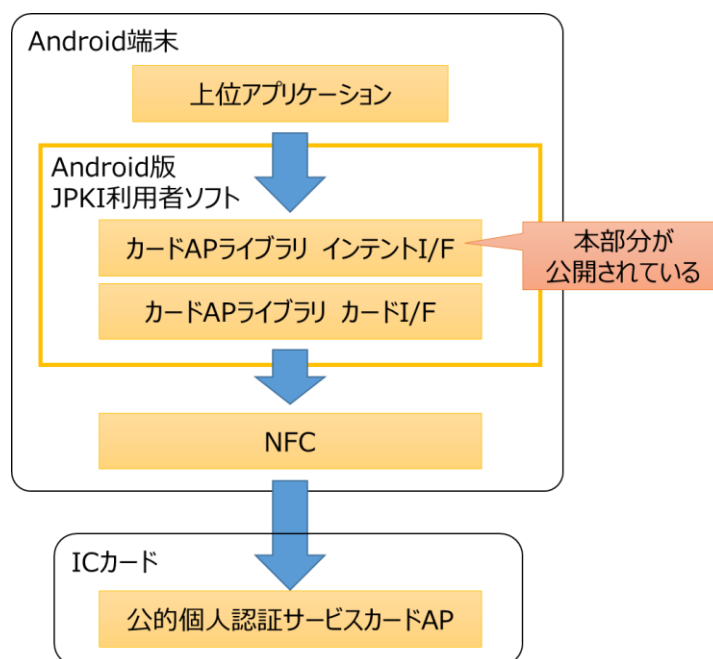 Android端末
上位アプリケーション
Android版
JPKI利用者ソフト
カードAPライブラリ インテントI/F
本部分が
公開されている
カードAPライブラリ カードI/F
NFC
ICカード
公的個人認証サービスカードAP